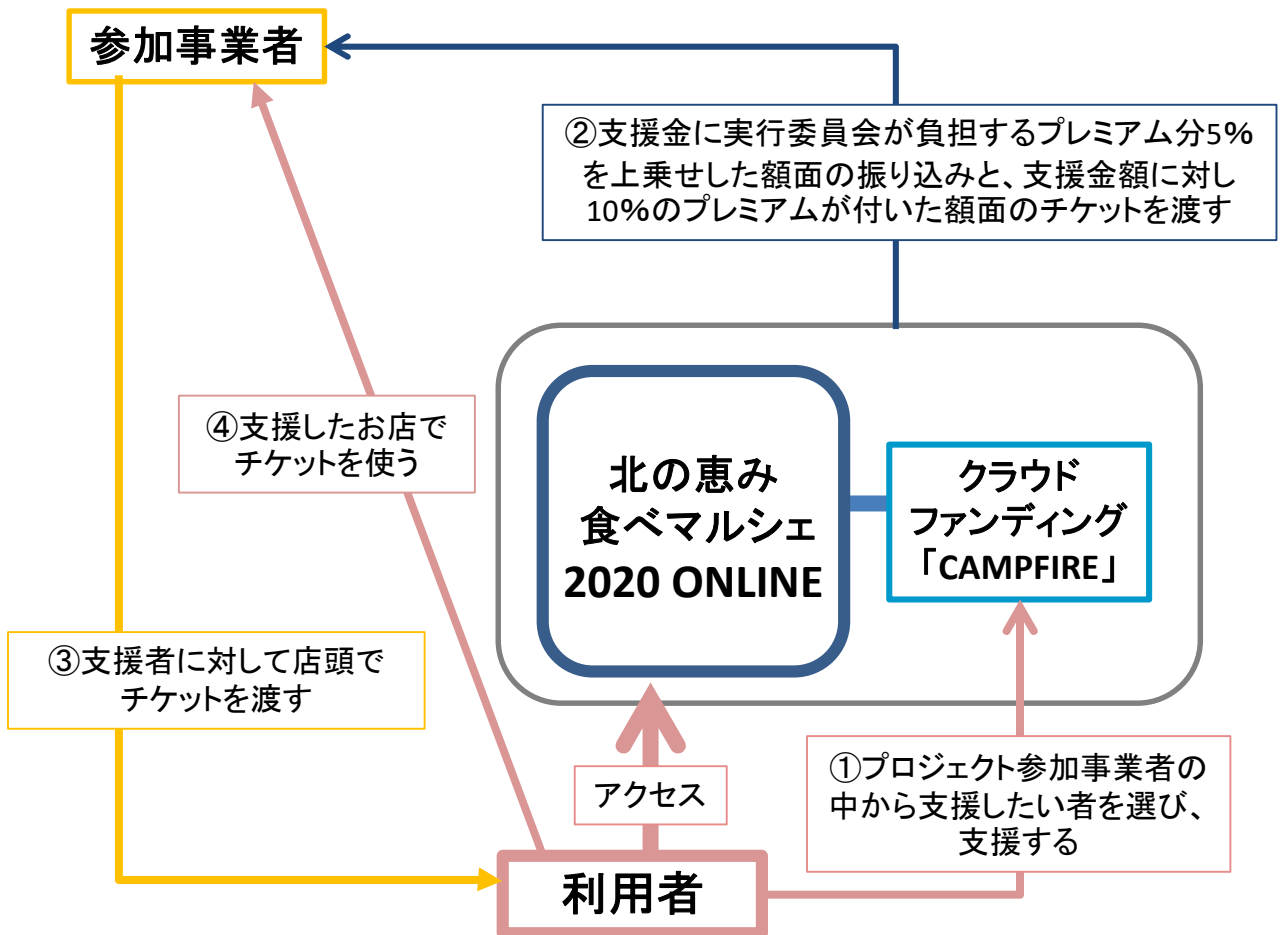 参加事業者
②支援金に実行委員会が負担するプレミアム分5%
を上乗せした額面の振り込みと、支援金額に対し
10%のプレミアムが付いた額面のチケットを渡す
④支援したお店で
チケットを使う
北の恵み
食べマルシェ
2020 ONLINE
クラウド
ファンディング
「CAMPFIRE」
③支援者に対して店頭で
チケットを渡す
アクセス
①プロジェクト参加事業者の
中から支援したい者を選び、
支援する
利用者